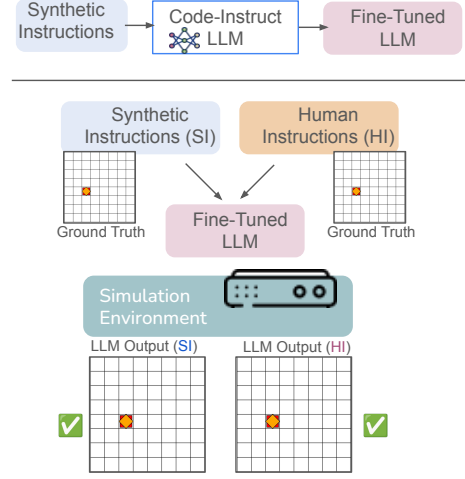 Synthetic
Instructions
Code-Instruct
LLM
Fine-Tuned
LLM
Synthetic
Instructions (SI)
Human
Instructions (HI)
Ground Truth
Ground Truth
Fine-Tuned
LLM
Simulation
Environment
LLM Output (SI)
LLM Output (HI)